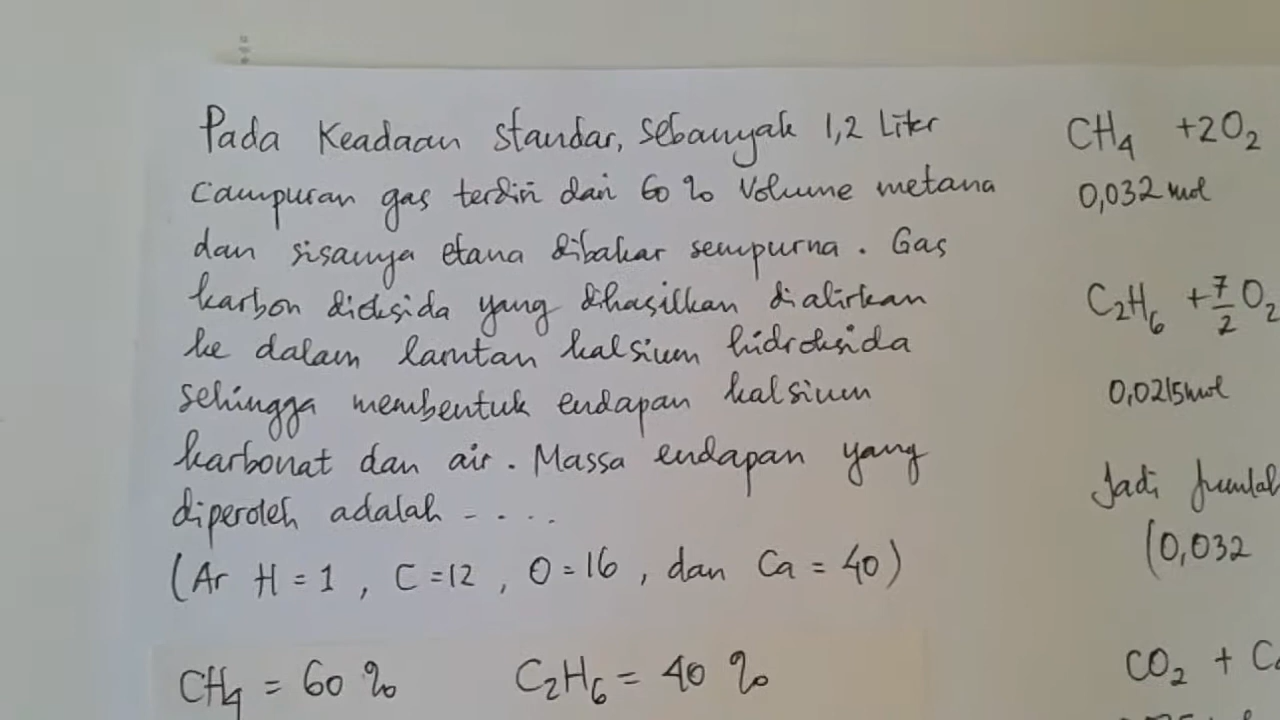 Pada Keadaan standar, sebanyak 1,2 Liter
campuran gas terdiri dari 60 % Volume metana
dan sisanya etana dibakar sempurna. Gas
karbon dioksida yang dihasilkan dialirkan
ke dalam larutan kalsium hidroksida
sehingga membentuk endapan kalsium
karbonat dan air. Massa endapan yang
diperoleh adalah - . . .
(Ar H = 1 , C = 12 , O = 16 , dan Ca = 40)
CH₄ = 60 % C₂H₆ = 40 %
CH₄ + 2O₂
0,032 mol
C₂H₆ + 7/2 O₂
0,0215 mol
Jadi Jumlah
(0,032
CO₂ +